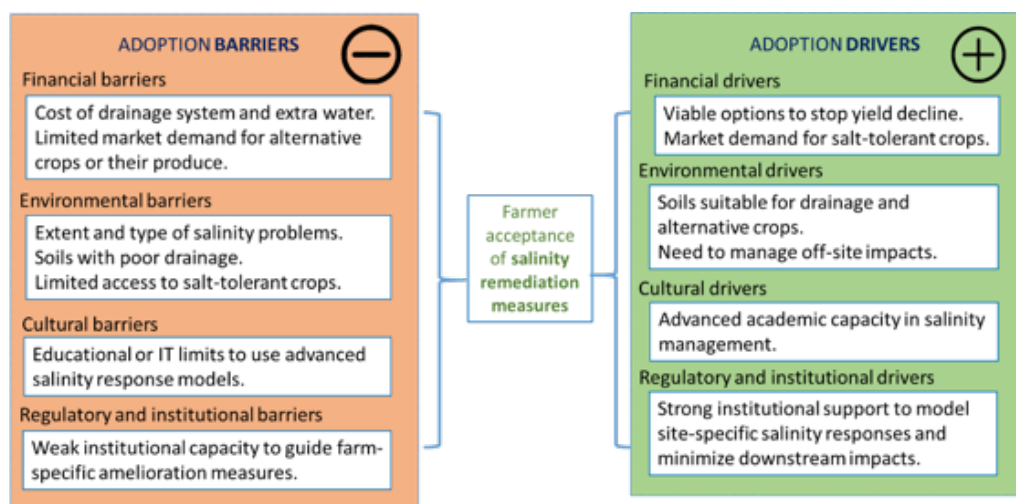 ADOPTION BARRIERS
Financial barriers
Cost of drainage system and extra water.
Limited market demand for alternative
crops or their produce.
Environmental barriers
Extent and type of salinity problems.
Soils with poor drainage.
Limited access to salt-tolerant crops.
Cultural barriers
Educational or IT limits to use advanced
salinity response models.
Regulatory and institutional barriers
Weak institutional capacity to guide farm-
specific amelioration measures.
Farmer
acceptance
of salinity
remediation
measures
ADOPTION DRIVERS
Financial drivers
Viable options to stop yield decline.
Market demand for salt-tolerant crops.
Environmental drivers
Soils suitable for drainage and
alternative crops.
Need to manage off-site impacts.
Cultural drivers
Advanced academic capacity in salinity
management.
Regulatory and institutional drivers
Strong institutional support to model
site-specific salinity responses and
minimize downstream impacts.